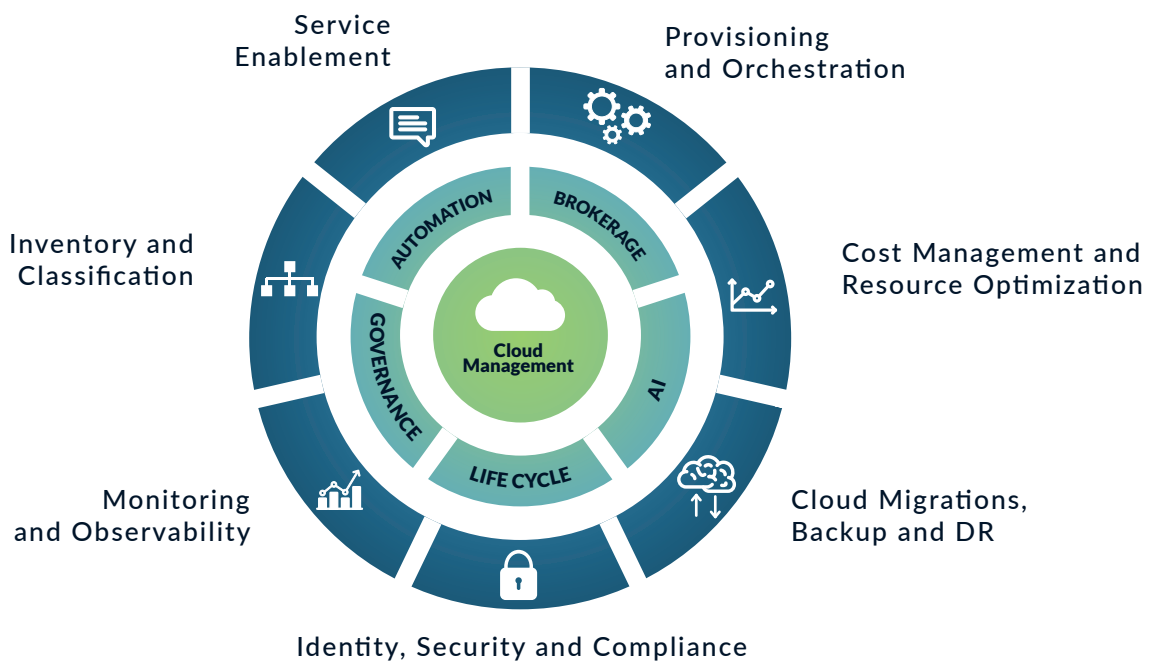 Service
Enablement
Provisioning
and Orchestration
Inventory and
Classification
Cost Management and
Resource Optimization
AUTOMATION
BROKERAGE
GOVERNANCE
AI
LIFE CYCLE
Cloud
Management
Monitoring
and Observability
Cloud Migrations,
Backup and DR
Identity, Security and Compliance